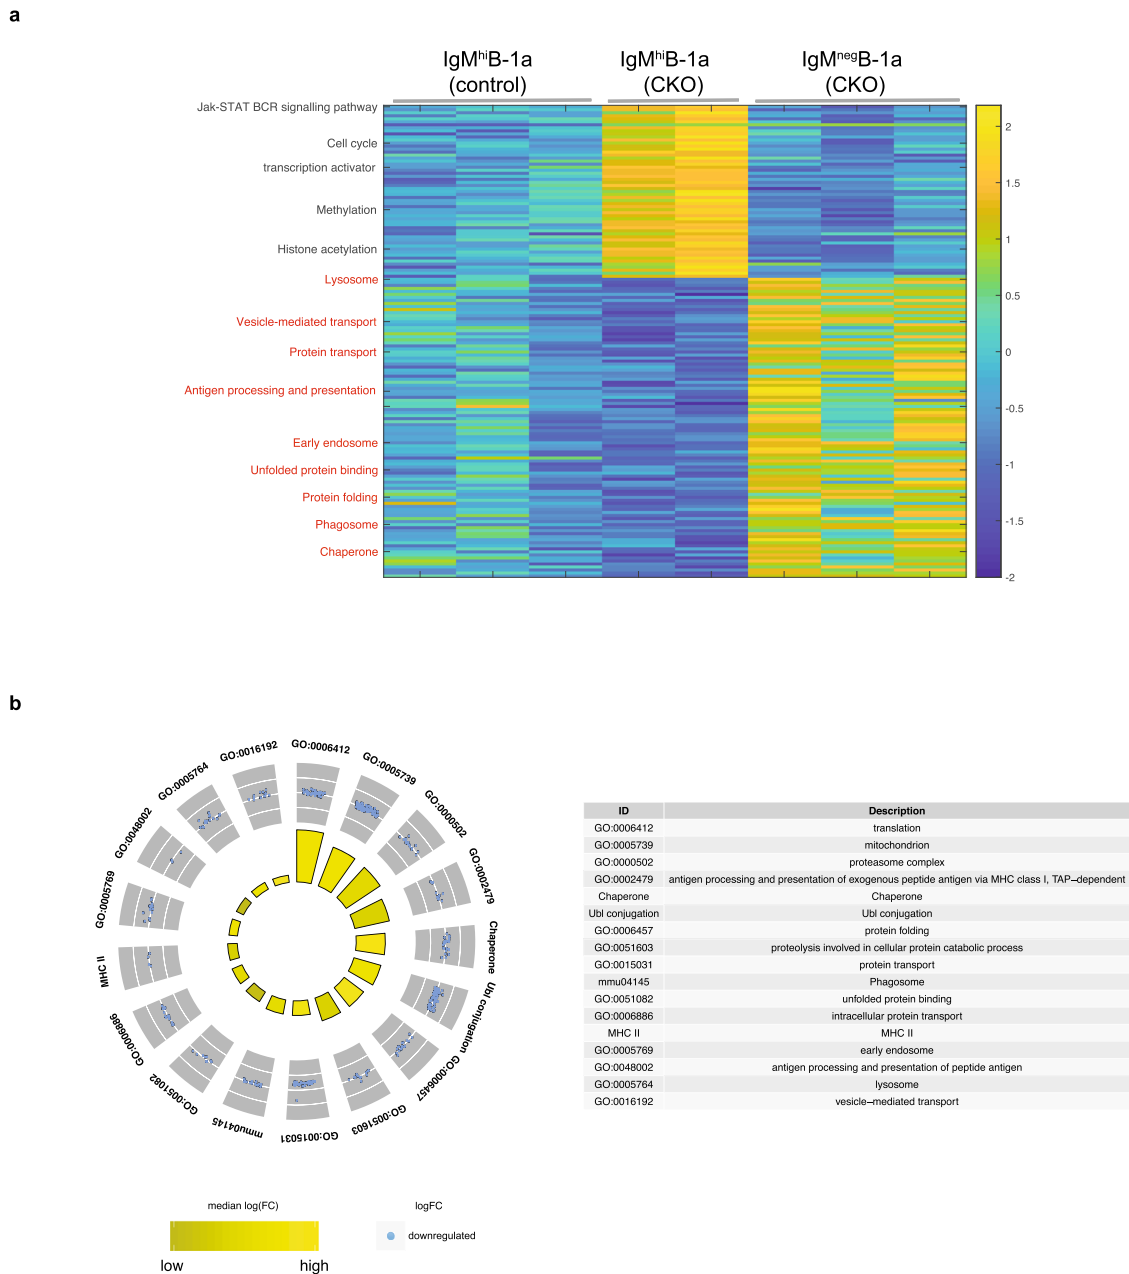 a
IgMhiB-1a
(control)
IgMhiB-1a
(CKO)
IgMnegB-1a
(CKO)
Jak-STAT BCR signalling pathway
Cell cycle
transcription activator
Methylation
Histone acetylation
Lysosome
Vesicle-mediated transport
Protein transport
Antigen processing and presentation
Early endosome
Unfolded protein binding
Protein folding
Phagosome
Chaperone
2
1.5
1
0.5
0
-0.5
-1
-1.5
-2
b
GO:0006412
GO:0005739
GO:0000502
GO:0002479
Chaperone
Ubl conjugation
GO:0006457
GO:0051603
GO:0015031
mmu04145
GO:0051082
GO:0006886
MHC II
GO:0005769
GO:0048002
GO:0005764
GO:0016192
ID Description
GO:0006412 translation
GO:0005739 mitochondrion
GO:0000502 proteasome complex
GO:0002479 antigen processing and presentation of exogenous peptide antigen via MHC class I, TAP−dependent
Chaperone Chaperone
Ubl conjugation Ubl conjugation
GO:0006457 protein folding
GO:0051603 proteolysis involved in cellular protein catabolic process
GO:0015031 protein transport
mmu04145 Phagosome
GO:0051082 unfolded protein binding
GO:0006886 intracellular protein transport
MHC II MHC II
GO:0005769 early endosome
GO:0048002 antigen processing and presentation of peptide antigen
GO:0005764 lysosome
GO:0016192 vesicle−mediated transport
median log(FC)
low high
logFC
downregulated